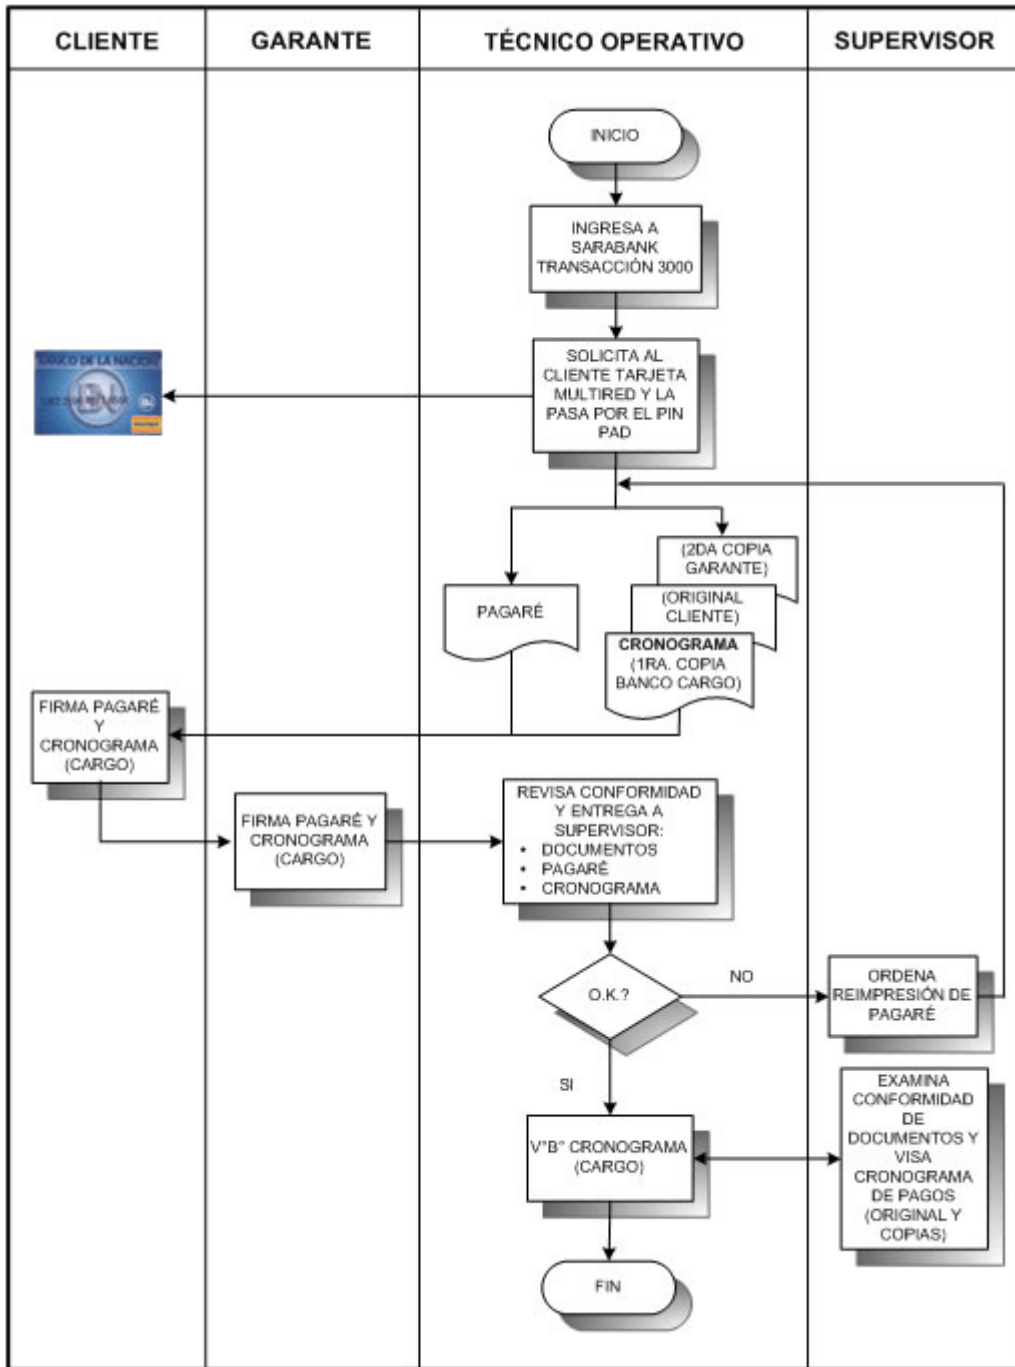 CLIENTE
GARANTE
TÉCNICO OPERATIVO
SUPERVISOR
INICIO
INGRESA A
SARABANK
TRANSACCIÓN 3000
BANCO DE LA NACION
SOLICITA AL
CLIENTE TARJETA
MULTIRED Y LA
PASA POR EL PIN
PAD
(2DA COPIA
GARANTE)
(ORIGINAL
CLIENTE)
PAGARÉ
CRONOGRAMA
(1RA. COPIA
BANCO CARGO)
FIRMA PAGARÉ
Y
CRONOGRAMA
(CARGO)
FIRMA PAGARÉ Y
CRONOGRAMA
(CARGO)
REVISA CONFORMIDAD
Y ENTREGA A
SUPERVISOR:
• DOCUMENTOS
• PAGARÉ
• CRONOGRAMA
O.K.?
NO
ORDENA
REIMPRESIÓN DE
PAGARÉ
SI
V°B° CRONOGRAMA
(CARGO)
EXAMINA
CONFORMIDAD
DE
DOCUMENTOS Y
VISA
CRONOGRAMA
DE PAGOS
(ORIGINAL Y
COPIAS)
FIN